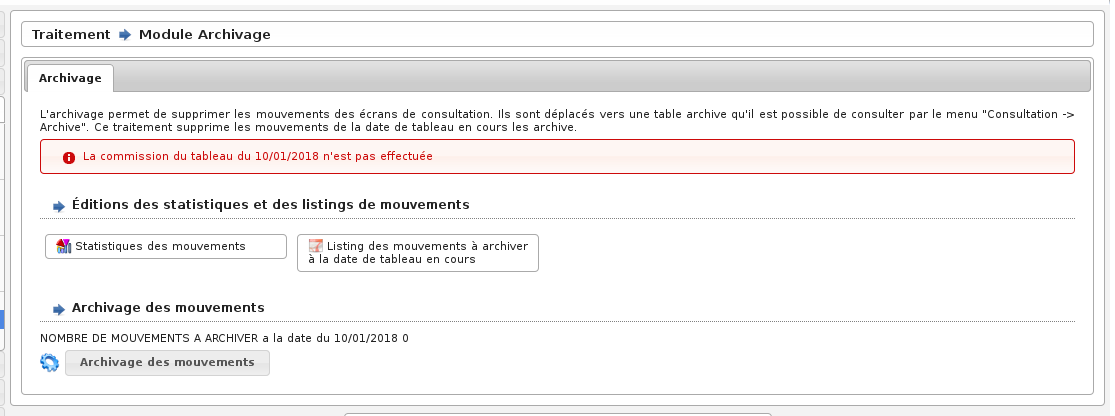 Traitement Module Archivage
Archivage
L'archivage permet de supprimer les mouvements des écrans de consultation. Ils sont déplacés vers une table archive qu'il est possible de consulter par le menu "Consultation ->
Archive". Ce traitement supprime les mouvements de la date de tableau en cours les archive.
La commission du tableau du 10/01/2018 n'est pas effectuée
Éditions des statistiques et des listings de mouvements
Statistiques des mouvements
Listing des mouvements à archiver
à la date de tableau en cours
Archivage des mouvements
NOMBRE DE MOUVEMENTS A ARCHIVER a la date du 10/01/2018 0
Archivage des mouvements